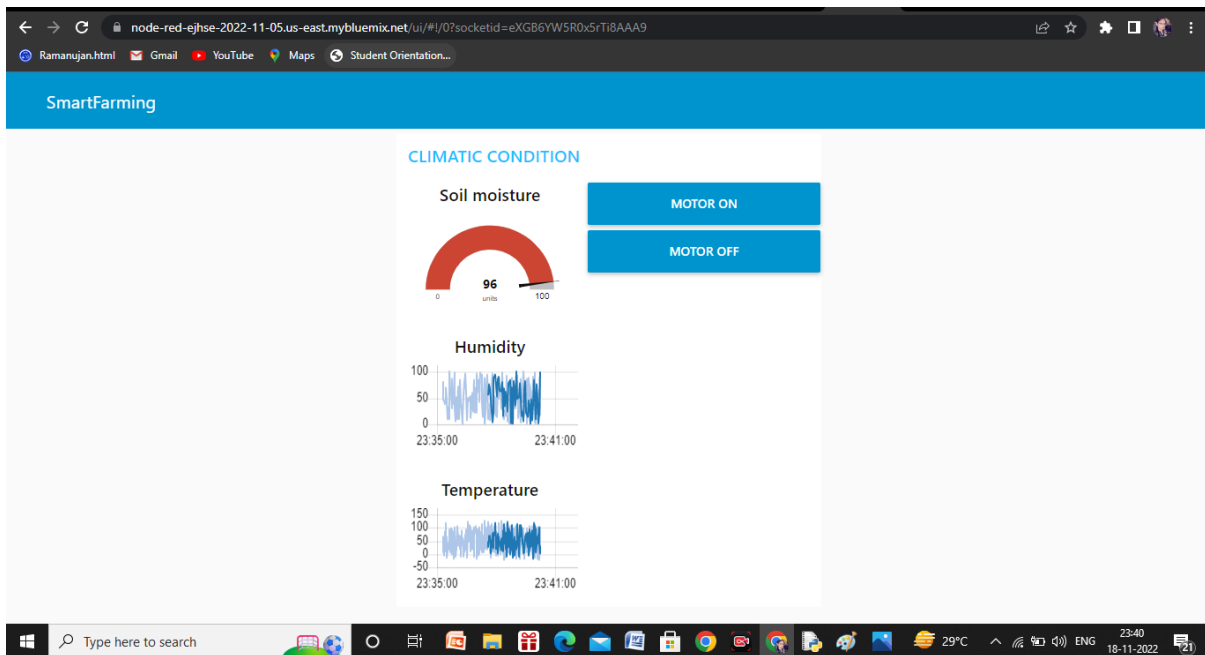 node-red-ejhse-2022-11-05.us-east.mybluemix.net/ui/#!/0?socketid=eXGB6YW5R0x5rTi8AAA9
Ramanujan.html Gmail YouTube Maps Student Orientation...
SmartFarming
CLIMATIC CONDITION
Soil moisture
MOTOR ON
MOTOR OFF
96
0 units 100
Humidity
100
50
0
23:35:00 23:41:00
Temperature
150
100
50
0
-50
23:35:00 23:41:00
Type here to search 29°C ENG 23:40
18-11-2022 21